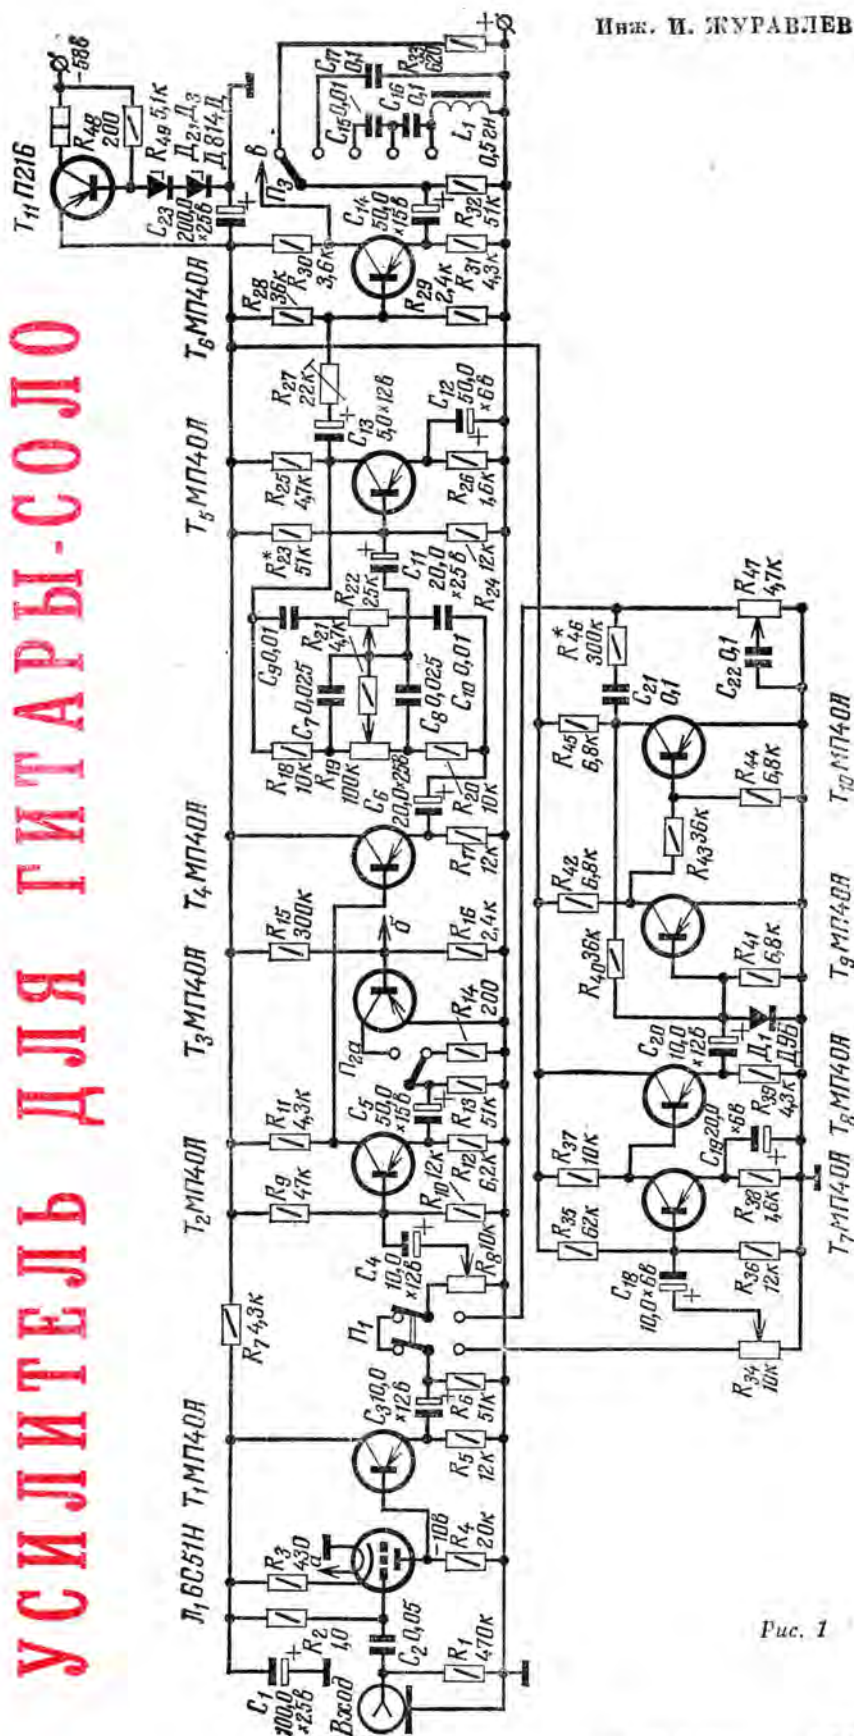 Инж. И. ЖУРАВЛЕВ
УСИЛИТЕЛЬ ДЛЯ ГИТАРЫ-СОЛО
Л1 6С51Н
Т1 МП40А
Т2 МП40А
Т3 МП40А
Т4 МП40А
Т5 МП40А
Т6 МП40А
Т11 П216
-58в
+
C1
100,0
×25в
Вход
R2
1,0
R3
430
а
C2 0,05
R1
470к
-10в
R4
20к
R5
12к
C3 10,0
×12в
R6
51к
R7 4,3к
П1
C4
10,0
×12в
R8 10к
R9
47к
R10 12к
R11
4,3к
R12
6,2к
C5
50,0
×15в
R13
51к
П2а
R14
200
R15
300к
б
R16
2,4к
R17
12к
C6
20,0×25в
R18
10к
R19
100к
R20
10к
C7 0,025
C8 0,025
C9 0,01
C10 0,01
R21
4,7к
R22
25к
C11
20,0
×25в
R23*
51к
R24
12к
R25
4,7к
R26
1,6к
C12
50,0
×6в
C13
5,0×12в
R27
22к
R28
36к
R29
2,4к
R30
3,6к
R31
4,3к
C14
50,0
×15в
R32
51к
П3
в
C15 0,01
C16
0,1
C17
0,1
R33
620
L1
0,5гн
C23
200,0
×25в
R48
200
R49 5,1к
Д2, Д3
Д814Д
R34
10к
C18
10,0×6в
R35
62к
R36
12к
R37
10к
R38
1,6к
C19 20,0
×6в
R39
4,3к
C20
10,0
×12в
Д1
Д9Б
R40 36к
R41
6,8к
R42
6,8к
R43 36к
R44
6,8к
R45
6,8к
C21
0,1
R46*
300к
C22 0,1
R47
4,7к
Т7 МП40А
Т8 МП40А
Т9 МП40А
Т10 МП40А
Рис. 1